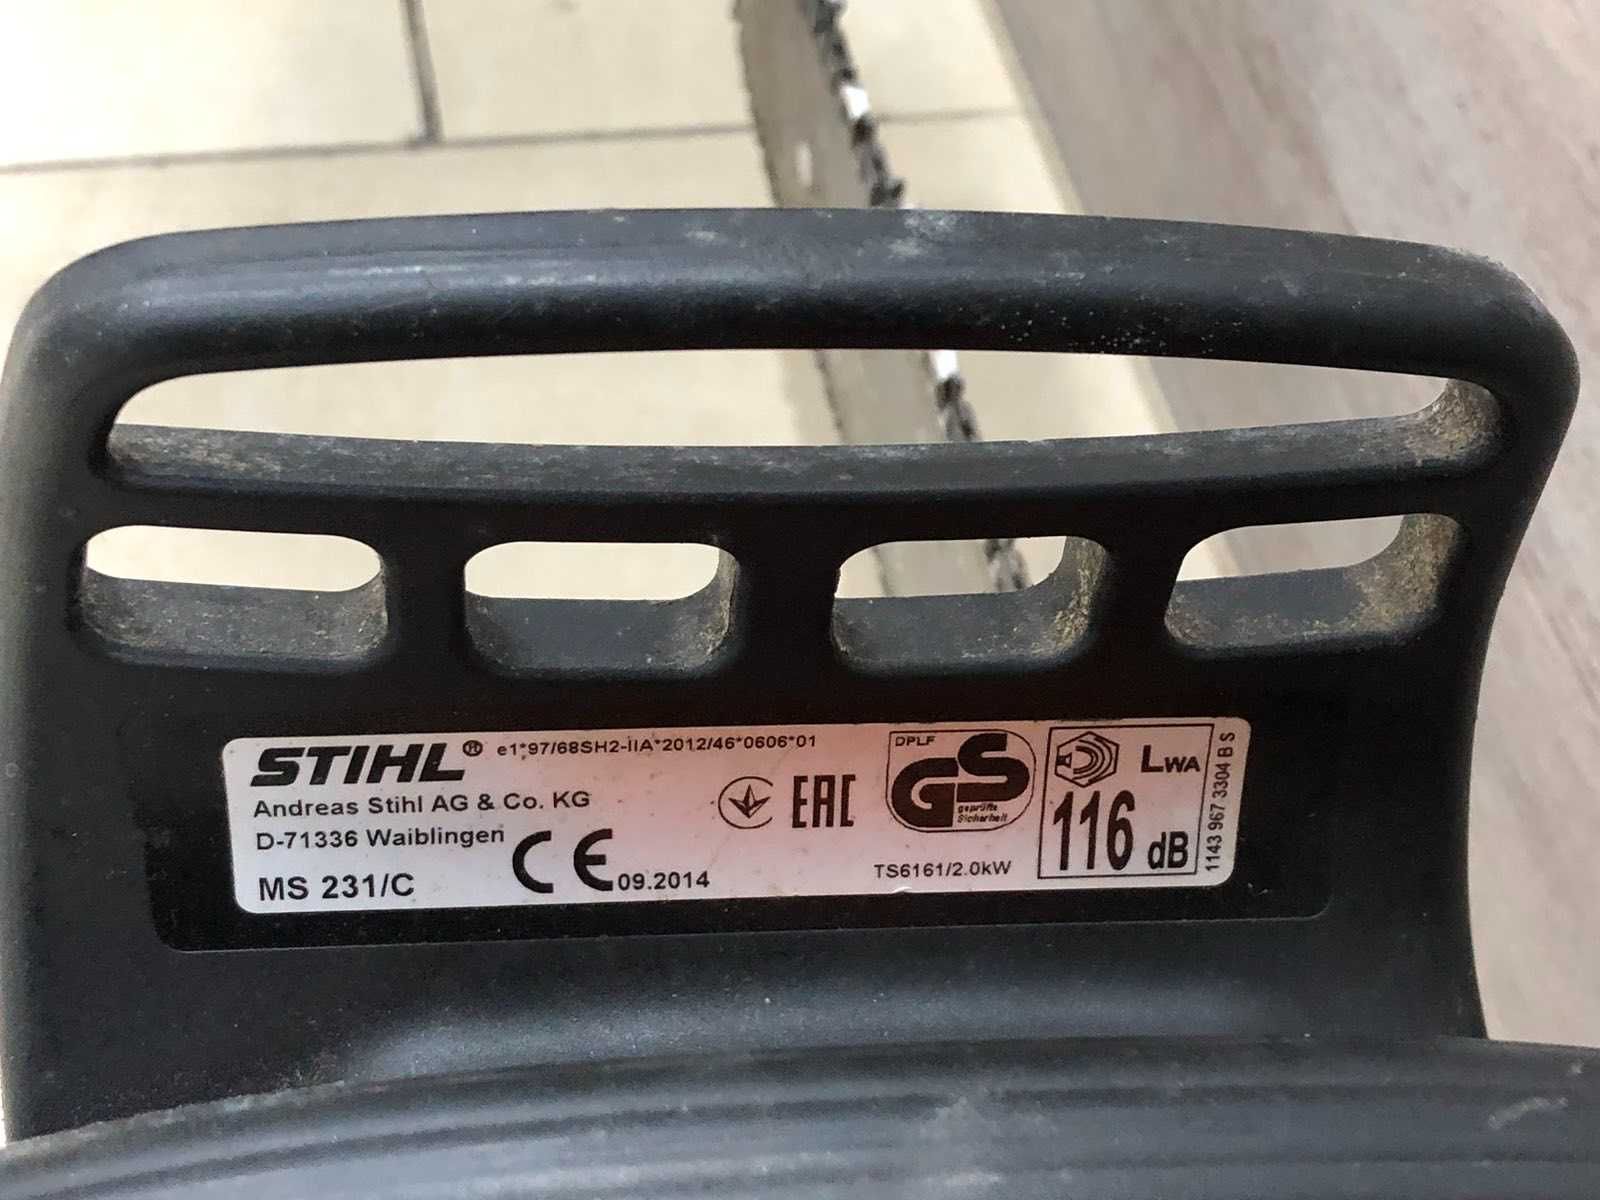 STIHL® e1*97/68SH2-IIA*2012/46*0606*01
Andreas Stihl AG & Co. KG
D-71336 Waiblingen
MS 231/C
CE 09.2014
EAC
DPLF
GS
geprüfte
Sicherheit
TS6161/2.0kW
LWA
116 dB
1143 967 3304 B S